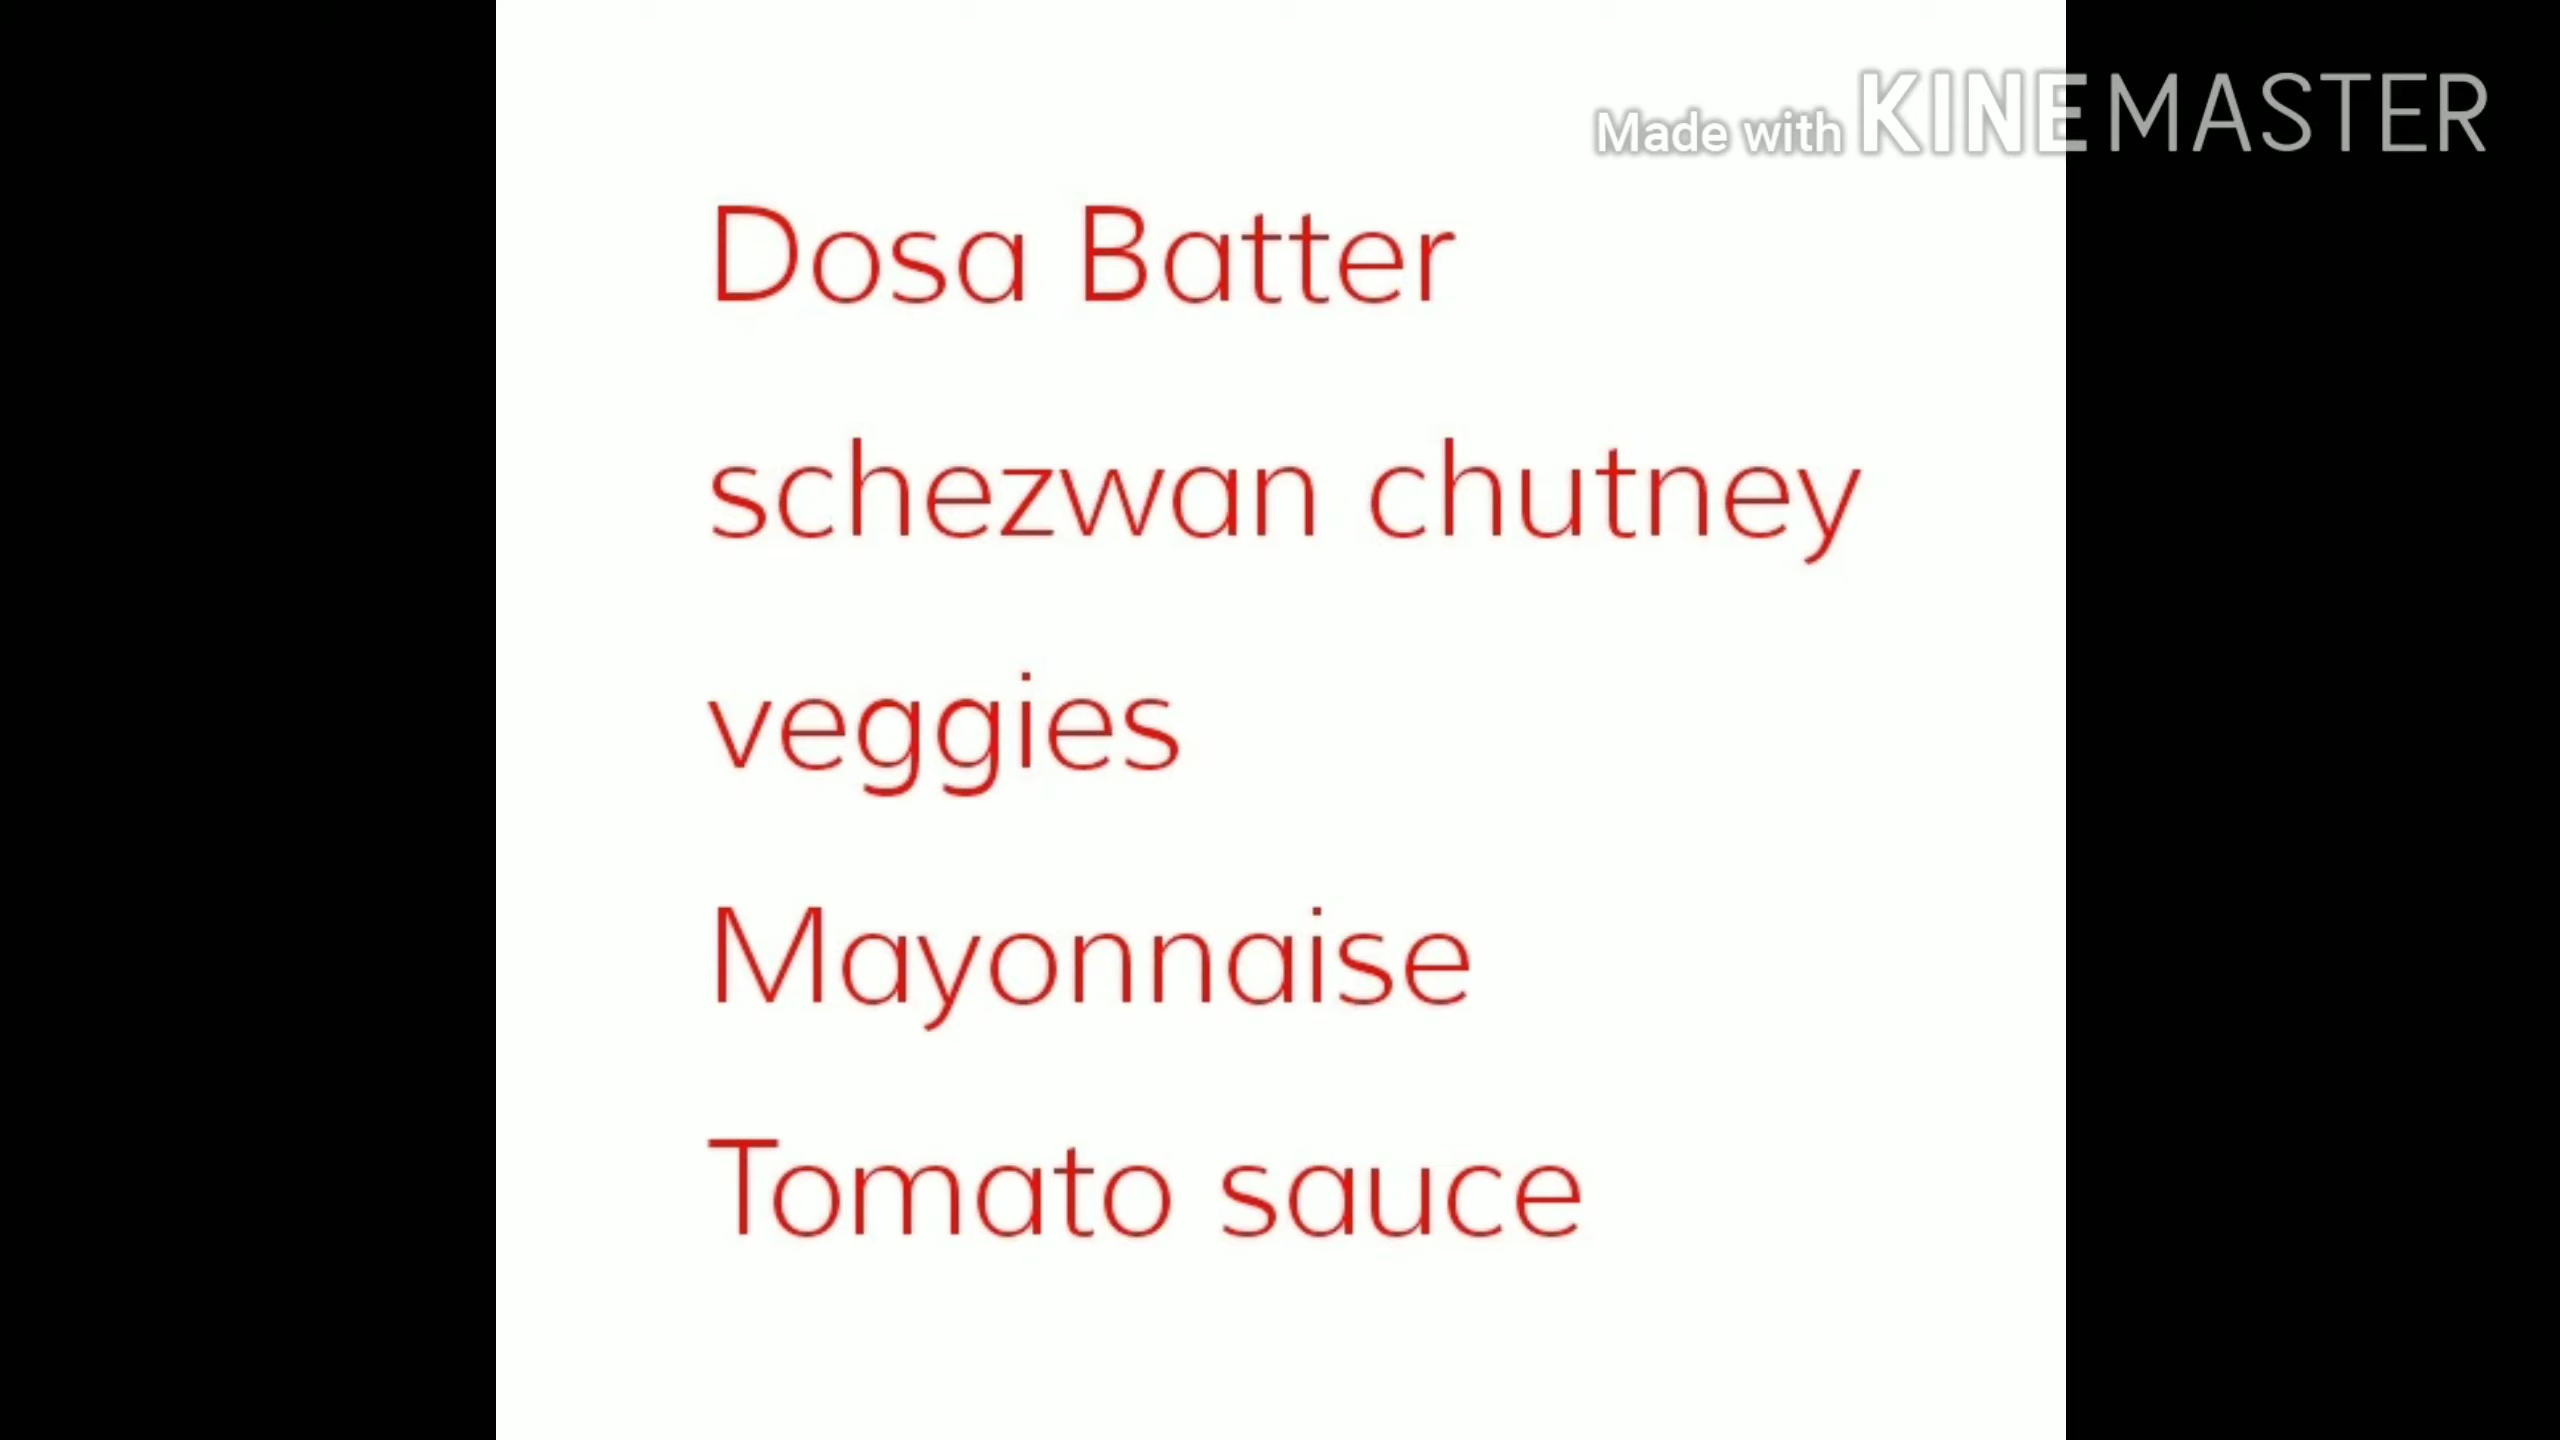 Made with KINEMASTER
Dosa Batter
schezwan chutney
veggies
Mayonnaise
Tomato sauce